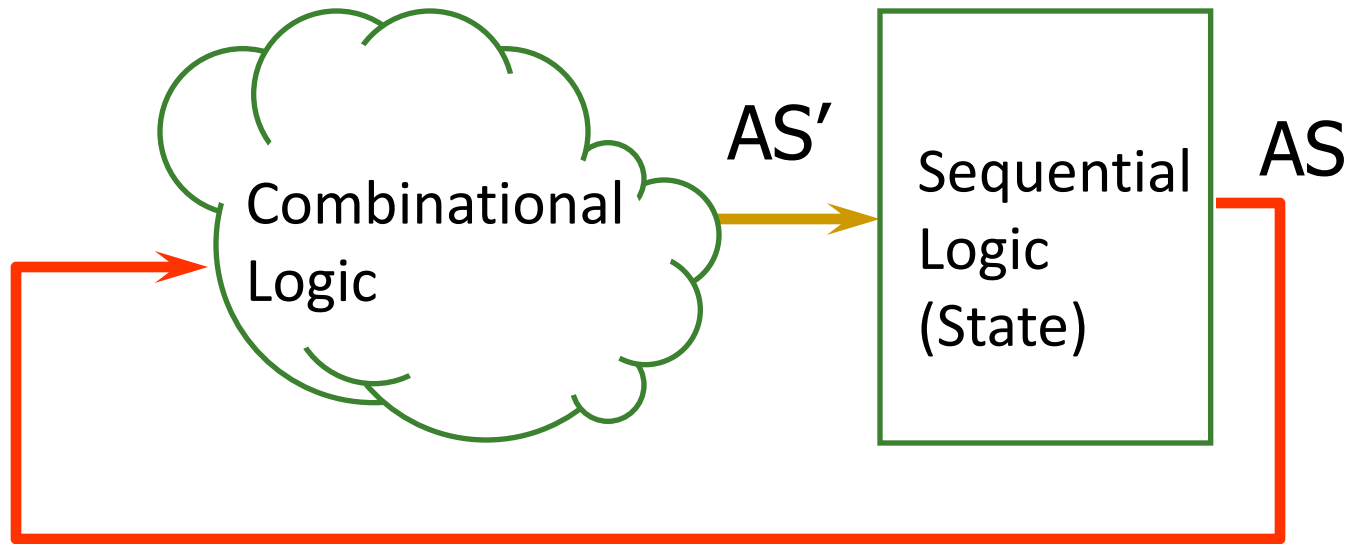 Combinational
Logic
AS′
Sequential
Logic
(State)
AS